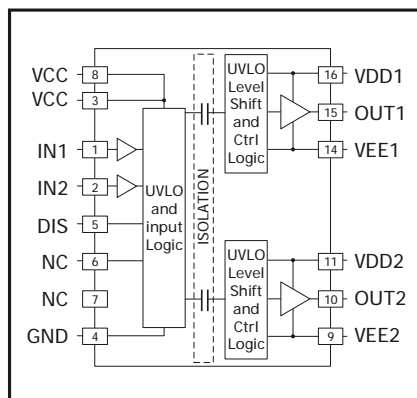 VCC 8
VCC 3
IN1 1
IN2 2
DIS 5
NC 6
NC 7
GND 4
UVLO
and
input
Logic
ISOLATION
UVLO
Level
Shift
and
Ctrl
Logic
16 VDD1
15 OUT1
14 VEE1
UVLO
Level
Shift
and
Ctrl
Logic
11 VDD2
10 OUT2
9 VEE2